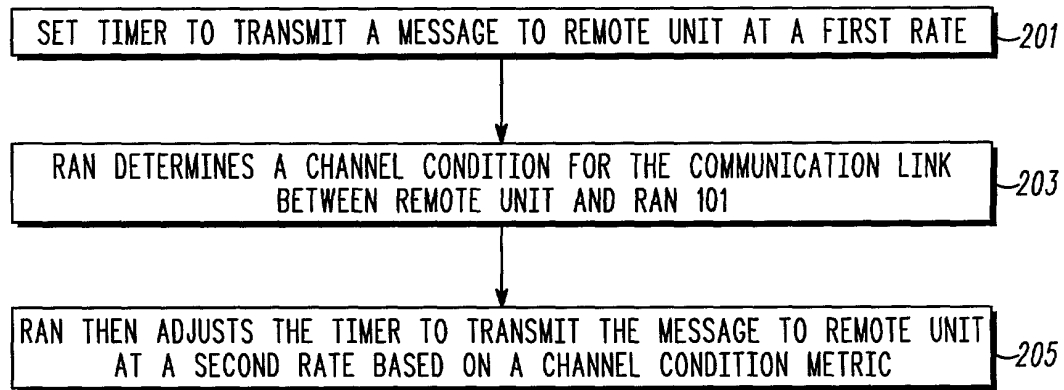 SET TIMER TO TRANSMIT A MESSAGE TO REMOTE UNIT AT A FIRST RATE
201
RAN DETERMINES A CHANNEL CONDITION FOR THE COMMUNICATION LINK
BETWEEN REMOTE UNIT AND RAN 101
203
RAN THEN ADJUSTS THE TIMER TO TRANSMIT THE MESSAGE TO REMOTE UNIT
AT A SECOND RATE BASED ON A CHANNEL CONDITION METRIC
205